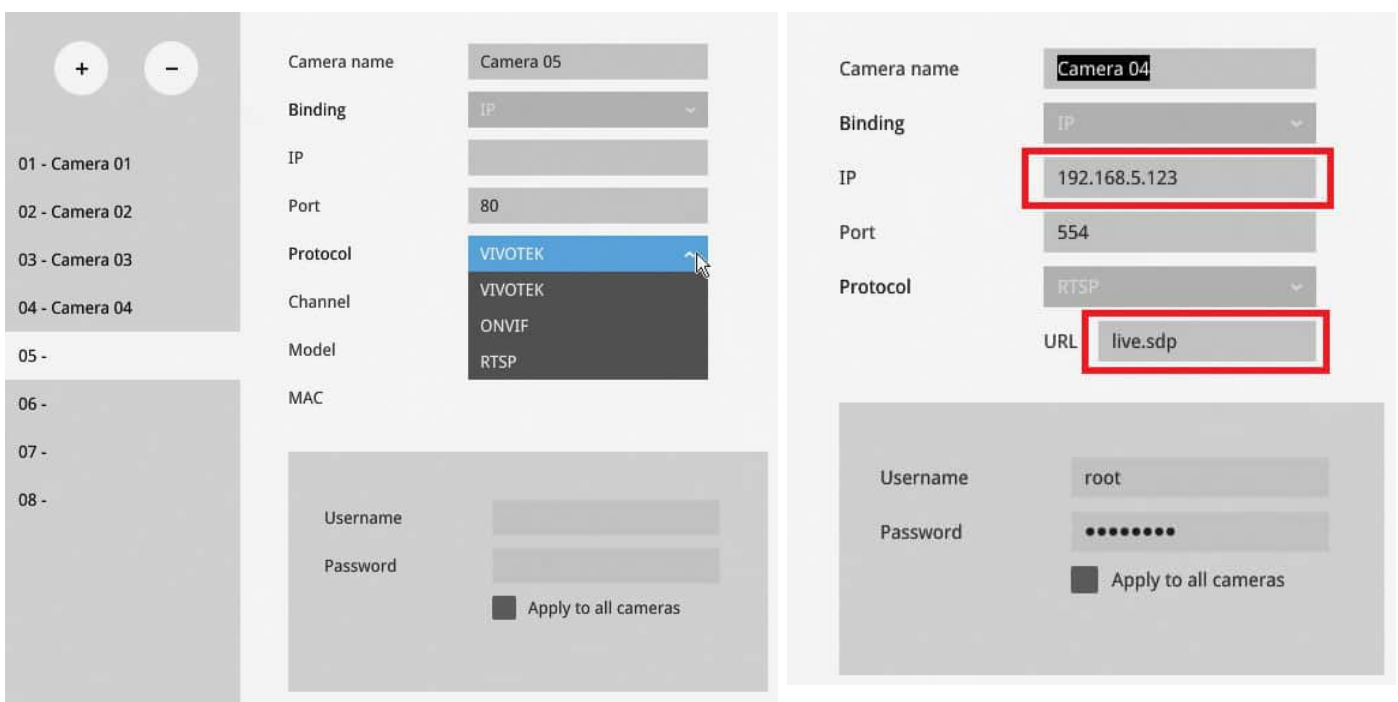 + −
01 - Camera 01
02 - Camera 02
03 - Camera 03
04 - Camera 04
05 -
06 -
07 -
08 -
Camera name Camera 05
Binding IP
IP
Port 80
Protocol VIVOTEK
VIVOTEK
ONVIF
RTSP
Channel
Model
MAC
Username
Password
Apply to all cameras
Camera name Camera 04
Binding IP
IP 192.168.5.123
Port 554
Protocol RTSP
URL live.sdp
Username root
Password ••••••••
Apply to all cameras